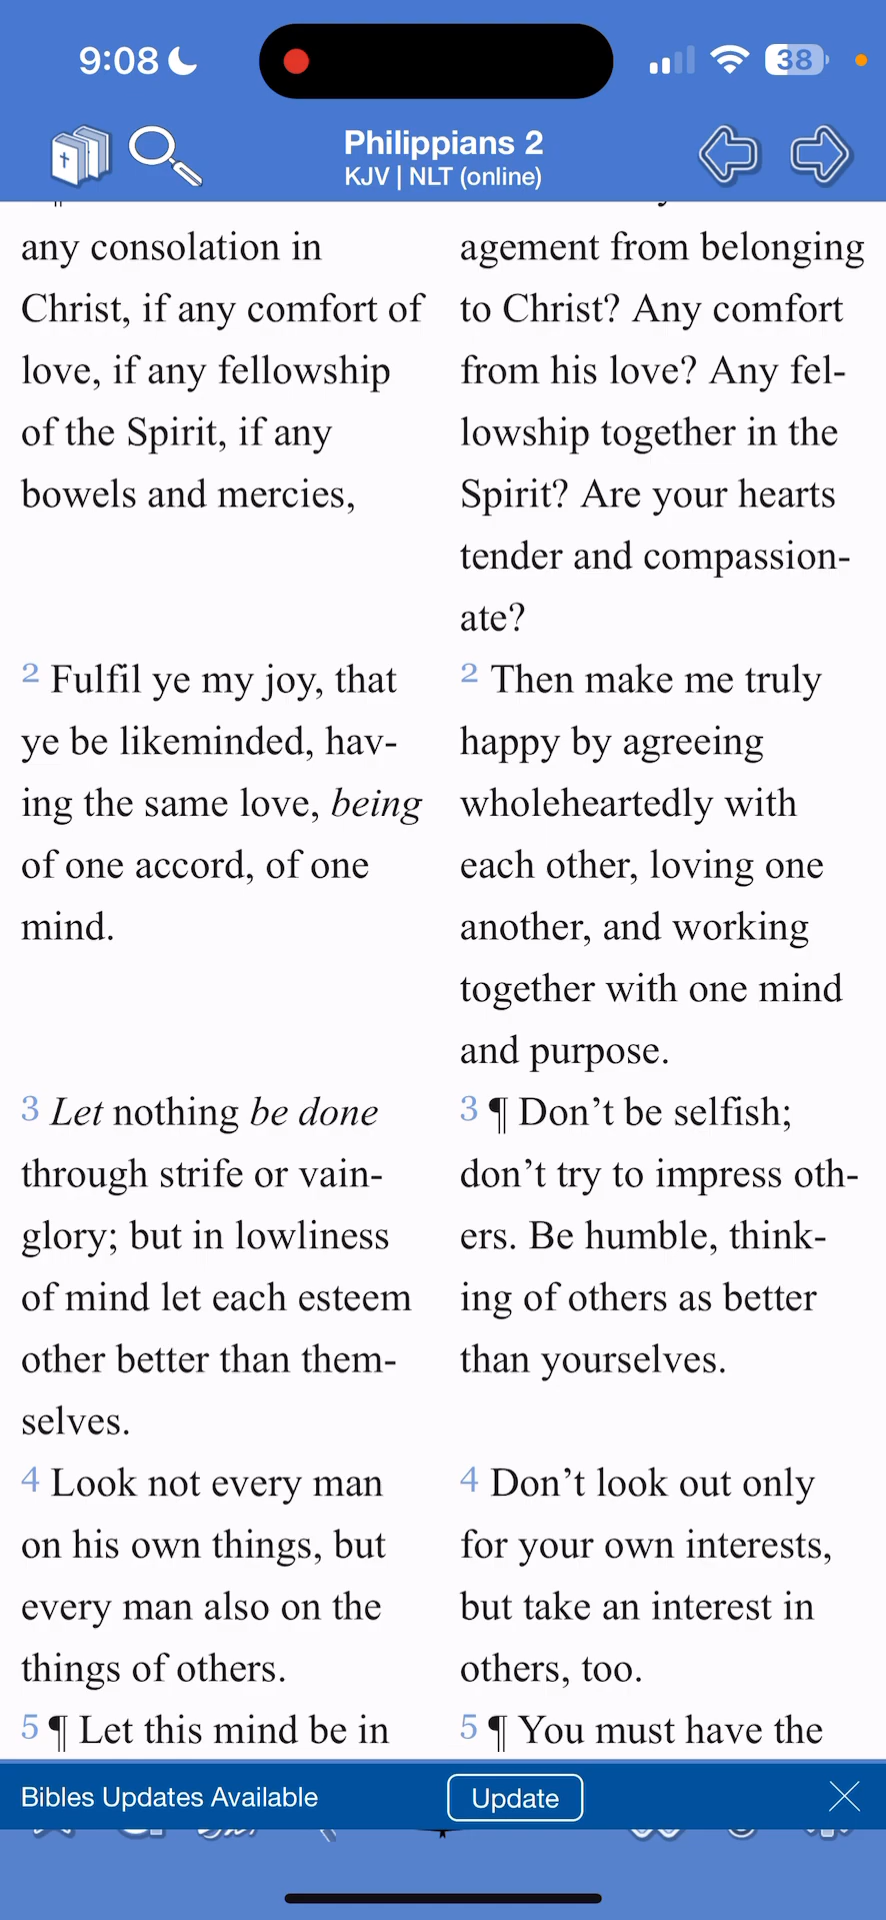 9:08
38
Philippians 2
KJV | NLT (online)
any consolation in
Christ, if any comfort of
love, if any fellowship
of the Spirit, if any
bowels and mercies,
2 Fulfil ye my joy, that
ye be likeminded, hav-
ing the same love, being
of one accord, of one
mind.
3 Let nothing be done
through strife or vain-
glory; but in lowliness
of mind let each esteem
other better than them-
selves.
4 Look not every man
on his own things, but
every man also on the
things of others.
5 ¶ Let this mind be in
agement from belonging
to Christ? Any comfort
from his love? Any fel-
lowship together in the
Spirit? Are your hearts
tender and compassion-
ate?
2 Then make me truly
happy by agreeing
wholeheartedly with
each other, loving one
another, and working
together with one mind
and purpose.
3 ¶ Don’t be selfish;
don’t try to impress oth-
ers. Be humble, think-
ing of others as better
than yourselves.
4 Don’t look out only
for your own interests,
but take an interest in
others, too.
5 ¶ You must have the
Bibles Updates Available
Update